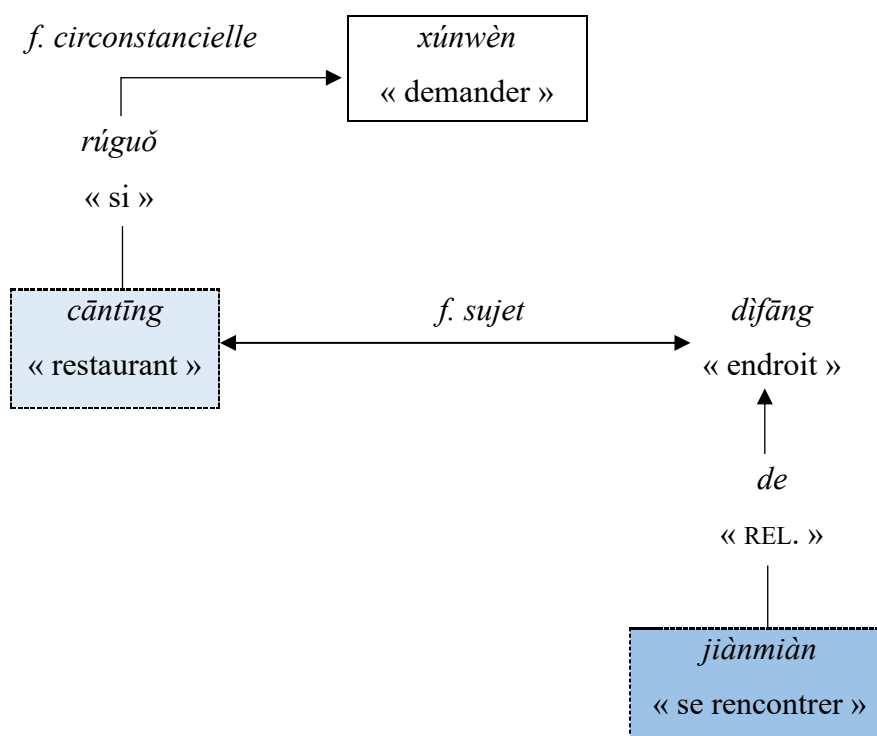 f. circonstancielle
xúnwèn
« demander »
rúguǒ
« si »
cāntīng
« restaurant »
f. sujet
dìfāng
« endroit »
de
« REL. »
jiànmiàn
« se rencontrer »